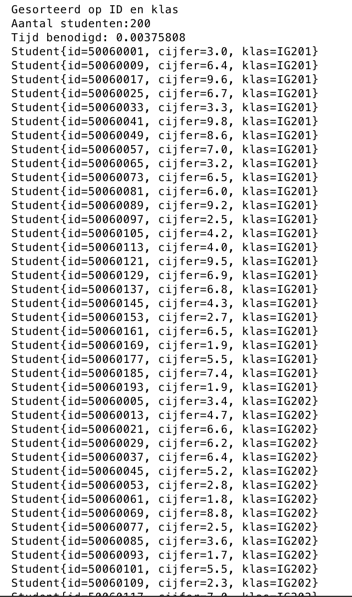 Gesorteerd op ID en klas
Aantal studenten:200
Tijd benodigd: 0.00375808
Student{id=50060001, cijfer=3.0, klas=IG201}
Student{id=50060009, cijfer=6.4, klas=IG201}
Student{id=50060017, cijfer=9.6, klas=IG201}
Student{id=50060025, cijfer=6.7, klas=IG201}
Student{id=50060033, cijfer=3.3, klas=IG201}
Student{id=50060041, cijfer=9.8, klas=IG201}
Student{id=50060049, cijfer=8.6, klas=IG201}
Student{id=50060057, cijfer=7.0, klas=IG201}
Student{id=50060065, cijfer=3.2, klas=IG201}
Student{id=50060073, cijfer=6.5, klas=IG201}
Student{id=50060081, cijfer=6.0, klas=IG201}
Student{id=50060089, cijfer=9.2, klas=IG201}
Student{id=50060097, cijfer=2.5, klas=IG201}
Student{id=50060105, cijfer=4.2, klas=IG201}
Student{id=50060113, cijfer=4.0, klas=IG201}
Student{id=50060121, cijfer=9.5, klas=IG201}
Student{id=50060129, cijfer=6.9, klas=IG201}
Student{id=50060137, cijfer=6.8, klas=IG201}
Student{id=50060145, cijfer=4.3, klas=IG201}
Student{id=50060153, cijfer=2.7, klas=IG201}
Student{id=50060161, cijfer=6.5, klas=IG201}
Student{id=50060169, cijfer=1.9, klas=IG201}
Student{id=50060177, cijfer=5.5, klas=IG201}
Student{id=50060185, cijfer=7.4, klas=IG201}
Student{id=50060193, cijfer=1.9, klas=IG201}
Student{id=50060005, cijfer=3.4, klas=IG202}
Student{id=50060013, cijfer=4.7, klas=IG202}
Student{id=50060021, cijfer=6.6, klas=IG202}
Student{id=50060029, cijfer=6.2, klas=IG202}
Student{id=50060037, cijfer=6.4, klas=IG202}
Student{id=50060045, cijfer=5.2, klas=IG202}
Student{id=50060053, cijfer=2.8, klas=IG202}
Student{id=50060061, cijfer=1.8, klas=IG202}
Student{id=50060069, cijfer=8.8, klas=IG202}
Student{id=50060077, cijfer=2.5, klas=IG202}
Student{id=50060085, cijfer=3.6, klas=IG202}
Student{id=50060093, cijfer=1.7, klas=IG202}
Student{id=50060101, cijfer=5.5, klas=IG202}
Student{id=50060109, cijfer=2.3, klas=IG202}